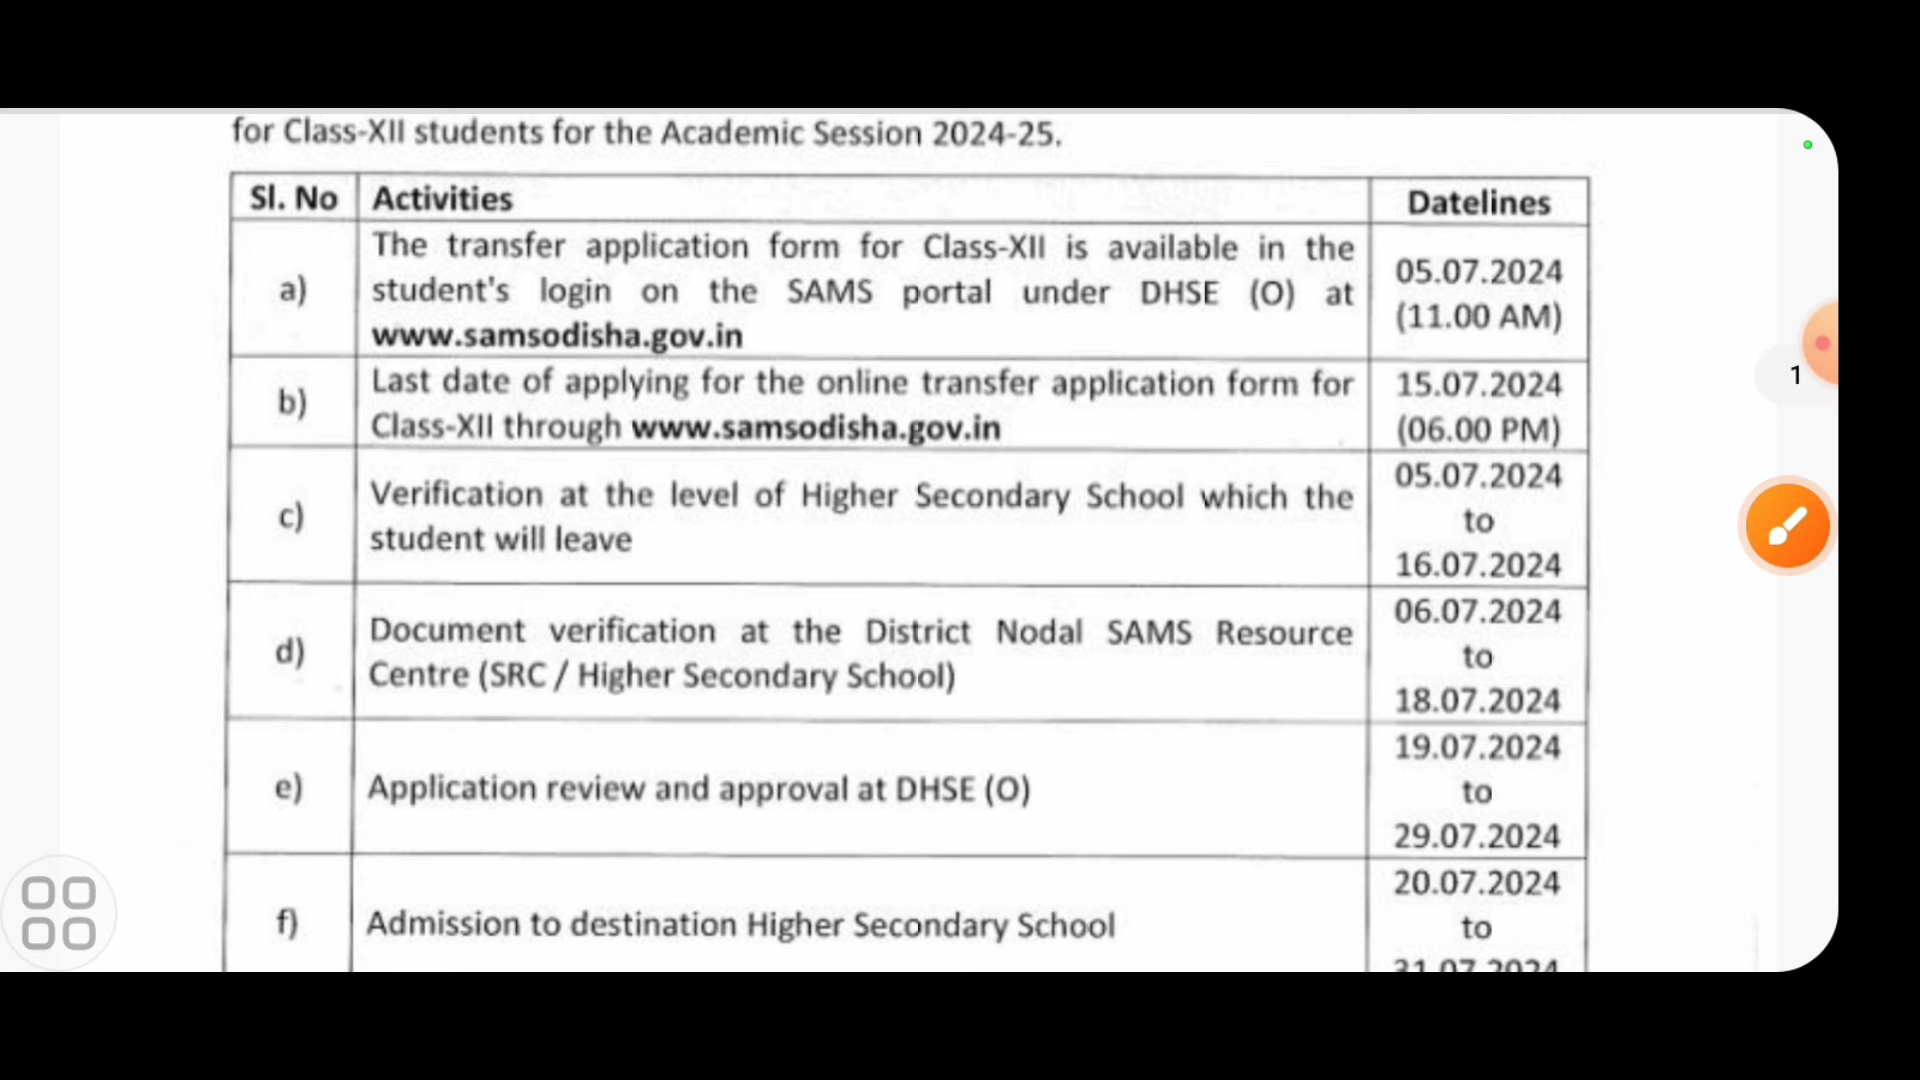 for Class-XII students for the Academic Session 2024-25.
Sl. No Activities Datelines
a)
The transfer application form for Class-XII is available in the
student's login on the SAMS portal under DHSE (O) at
www.samsodisha.gov.in
05.07.2024
(11.00 AM)
b)
Last date of applying for the online transfer application form for
Class-XII through www.samsodisha.gov.in
15.07.2024
(06.00 PM)
c)
Verification at the level of Higher Secondary School which the
student will leave
05.07.2024
to
16.07.2024
d)
Document verification at the District Nodal SAMS Resource
Centre (SRC / Higher Secondary School)
06.07.2024
to
18.07.2024
e)
Application review and approval at DHSE (O)
19.07.2024
to
29.07.2024
f)
Admission to destination Higher Secondary School
20.07.2024
to
31.07.2024
1